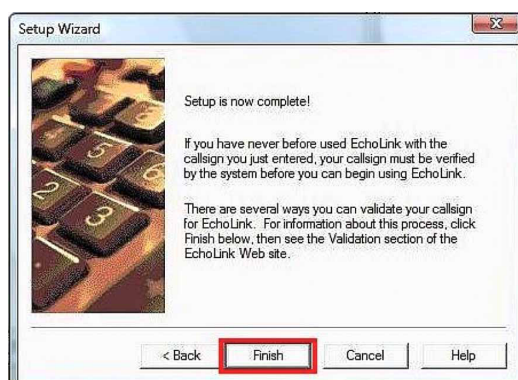 Setup Wizard
Setup is now complete!
If you have never before used EchoLink with the
callsign you just entered, your callsign must be verified
by the system before you can begin using EchoLink.
There are several ways you can validate your callsign
for EchoLink. For information about this process, click
Finish below, then see the Validation section of the
EchoLink Web site.
5
2
3
< Back Finish Cancel Help